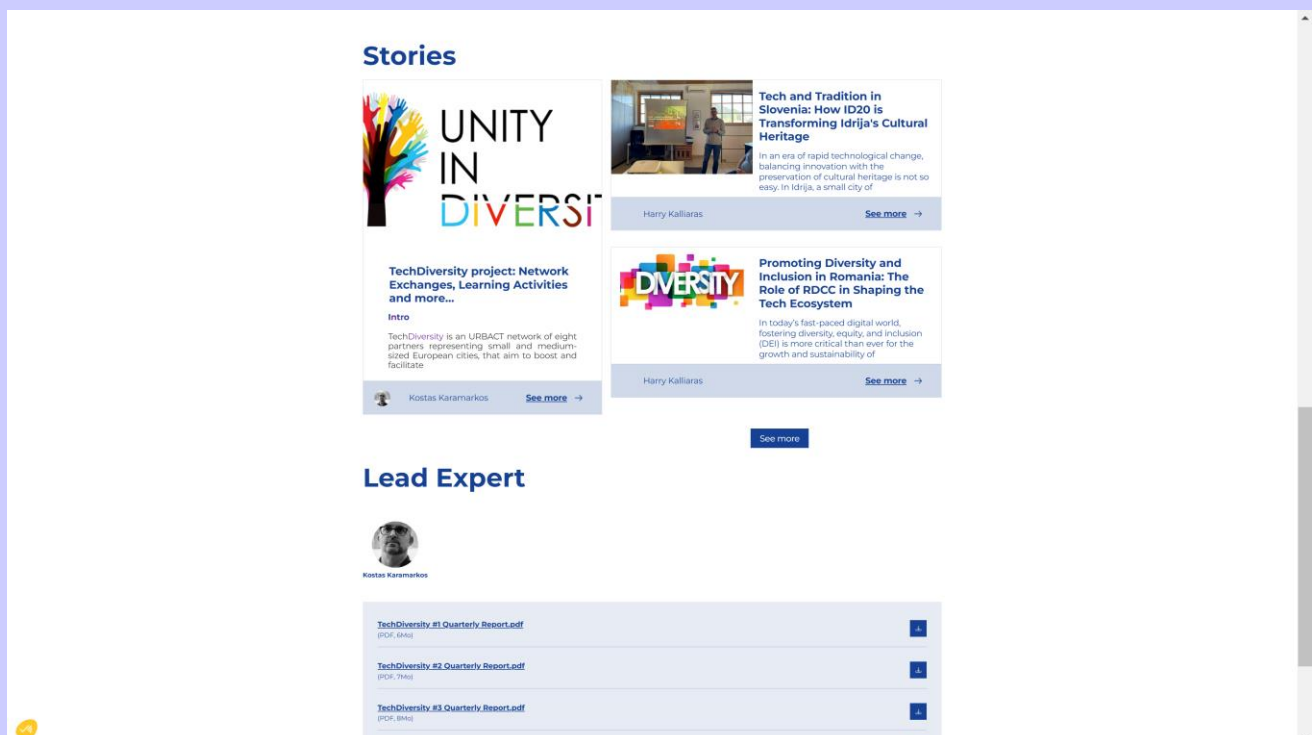 Stories
UNITY
IN
DIVERSI
TechDiversity project: Network
Exchanges, Learning Activities
and more...
Intro
TechDiversity is an URBACT network of eight
partners representing small and medium-
sized European cities, that aim to boost and
facilitate
Kostas Karamarkos
See more →
Tech and Tradition in
Slovenia: How ID20 is
Transforming Idrija's Cultural
Heritage
In an era of rapid technological change,
balancing innovation with the
preservation of cultural heritage is not so
easy. In Idrija, a small city of
Harry Kalliaras
See more →
DIVERSITY
Promoting Diversity and
Inclusion in Romania: The
Role of RDCC in Shaping the
Tech Ecosystem
In today's fast-paced digital world,
fostering diversity, equity, and inclusion
(DEI) is more critical than ever for the
growth and sustainability of
Harry Kalliaras
See more →
See more
Lead Expert
Kostas Karamarkos
TechDiversity #1 Quarterly Report.pdf
(PDF, 6Mo)
TechDiversity #2 Quarterly Report.pdf
(PDF, 7Mo)
TechDiversity #3 Quarterly Report.pdf
(PDF, 8Mo)